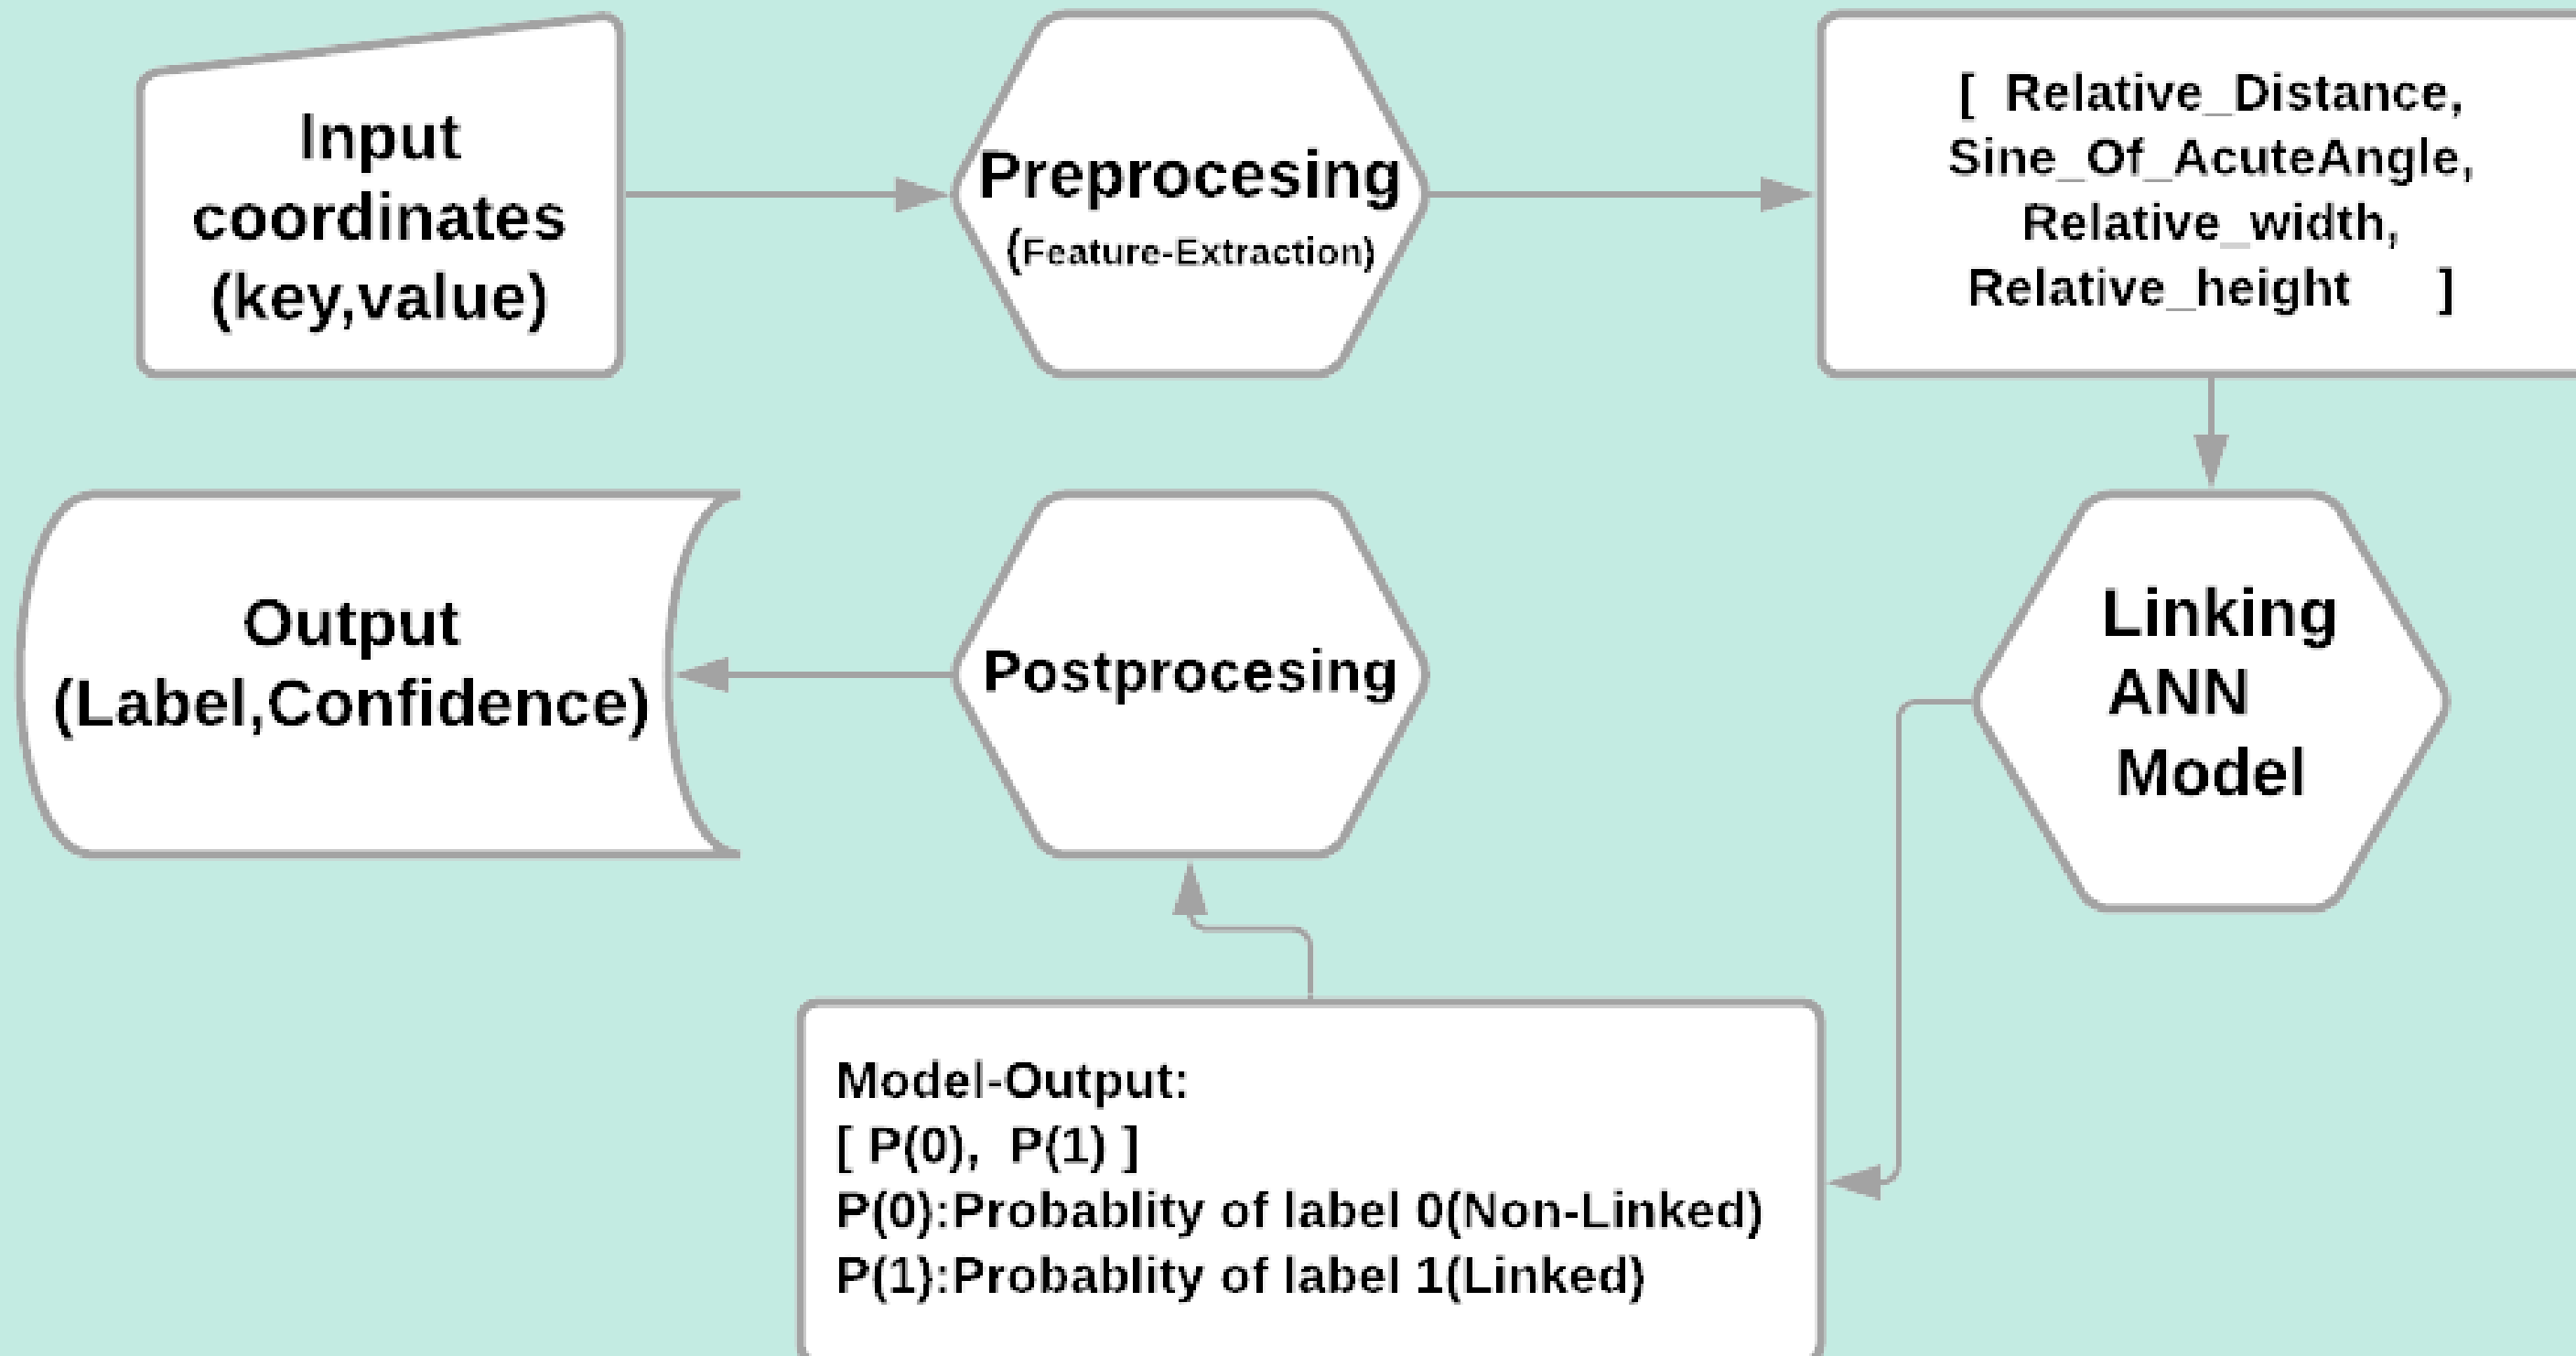 Input
coordinates
(key,value)
Preprocesing
(Feature-Extraction)
[ Relative_Distance,
Sine_Of_AcuteAngle,
Relative_width,
Relative_height ]
Linking
ANN
Model
Model-Output:
[ P(0), P(1) ]
P(0):Probablity of label 0(Non-Linked)
P(1):Probablity of label 1(Linked)
Postprocesing
Output
(Label,Confidence)